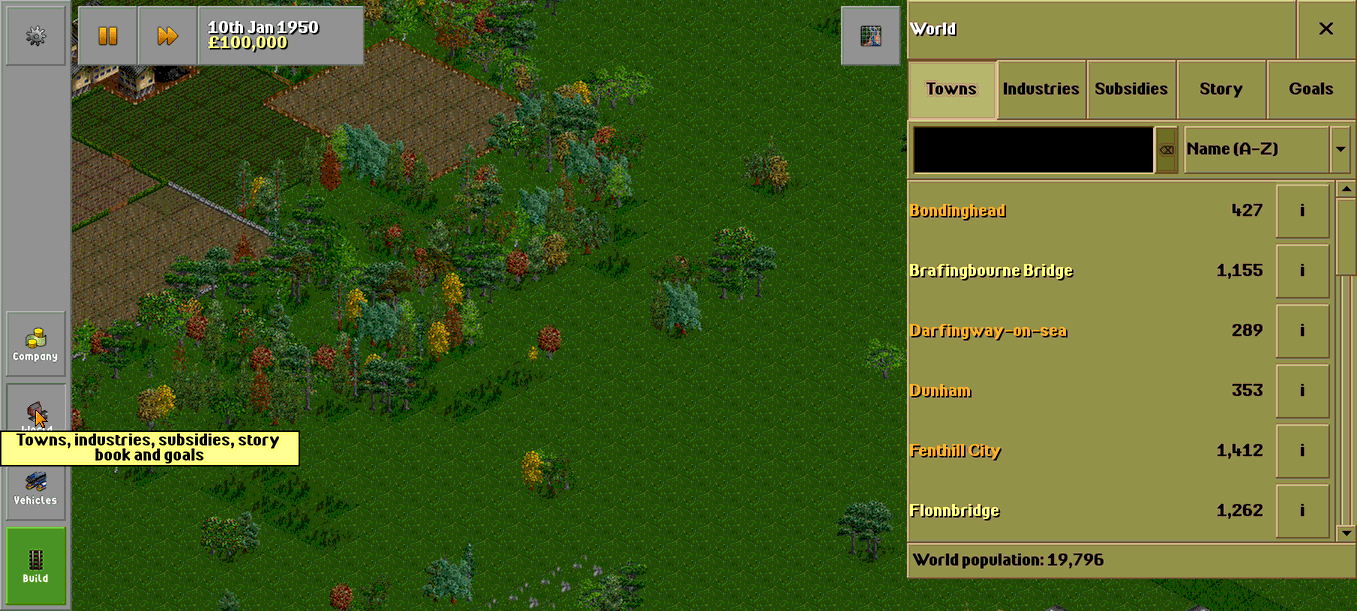 10th Jan 1950
£100,000
World
Towns
Industries
Subsidies
Story
Goals
Name (A-Z)
Bondinghead 427 i
Brafingbourne Bridge 1,155 i
Darfingway-on-sea 289 i
Dunham 353 i
Fenthill City 1,412 i
Flonnbridge 1,262 i
World population: 19,796
Company
World
Towns, industries, subsidies, story
book and goals
Vehicles
Build